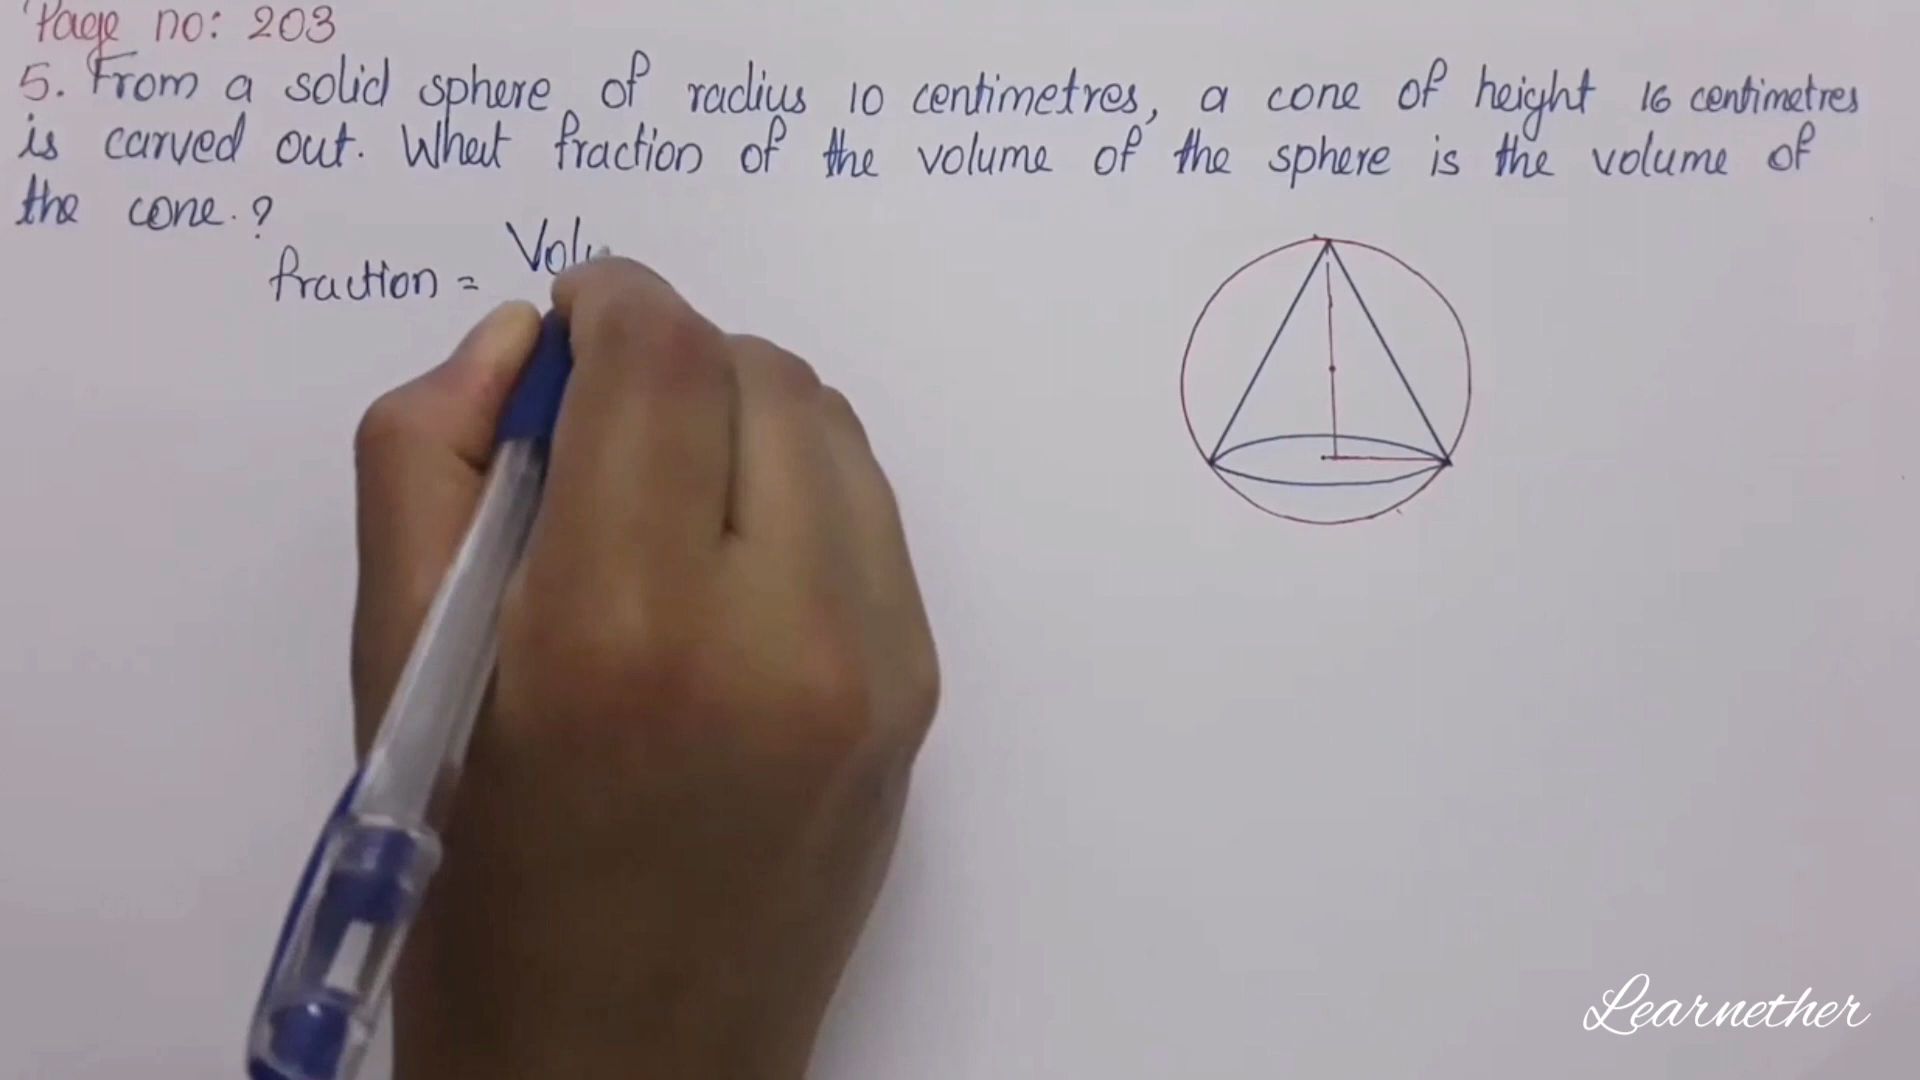 Page no: 203
5. From a solid sphere of radius 10 centimetres, a cone of height 16 centimetres
is carved out. What fraction of the volume of the sphere is the volume of
the cone.?
fraction = Volu
Learnether